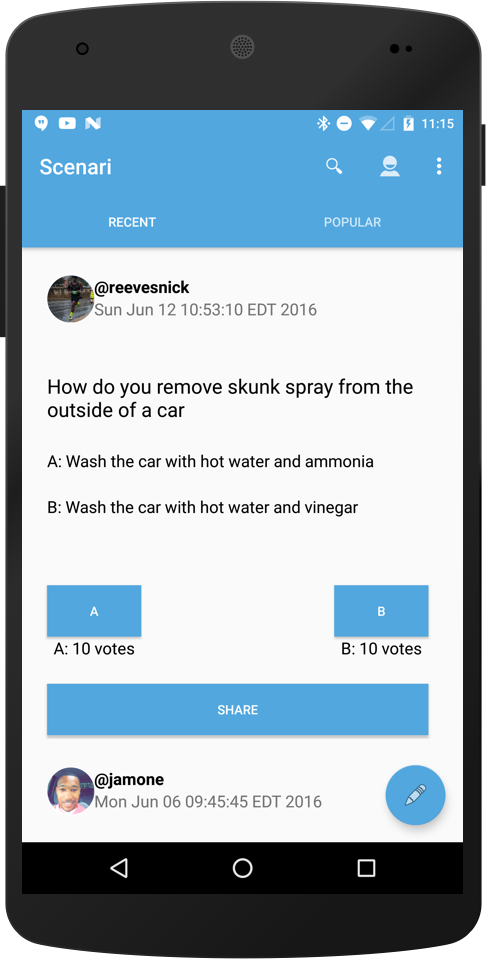 11:15
Scenari
RECENT
POPULAR
@reevesnick
Sun Jun 12 10:53:10 EDT 2016
How do you remove skunk spray from the
outside of a car
A: Wash the car with hot water and ammonia
B: Wash the car with hot water and vinegar
A
B
A: 10 votes
B: 10 votes
SHARE
@jamone
Mon Jun 06 09:45:45 EDT 2016